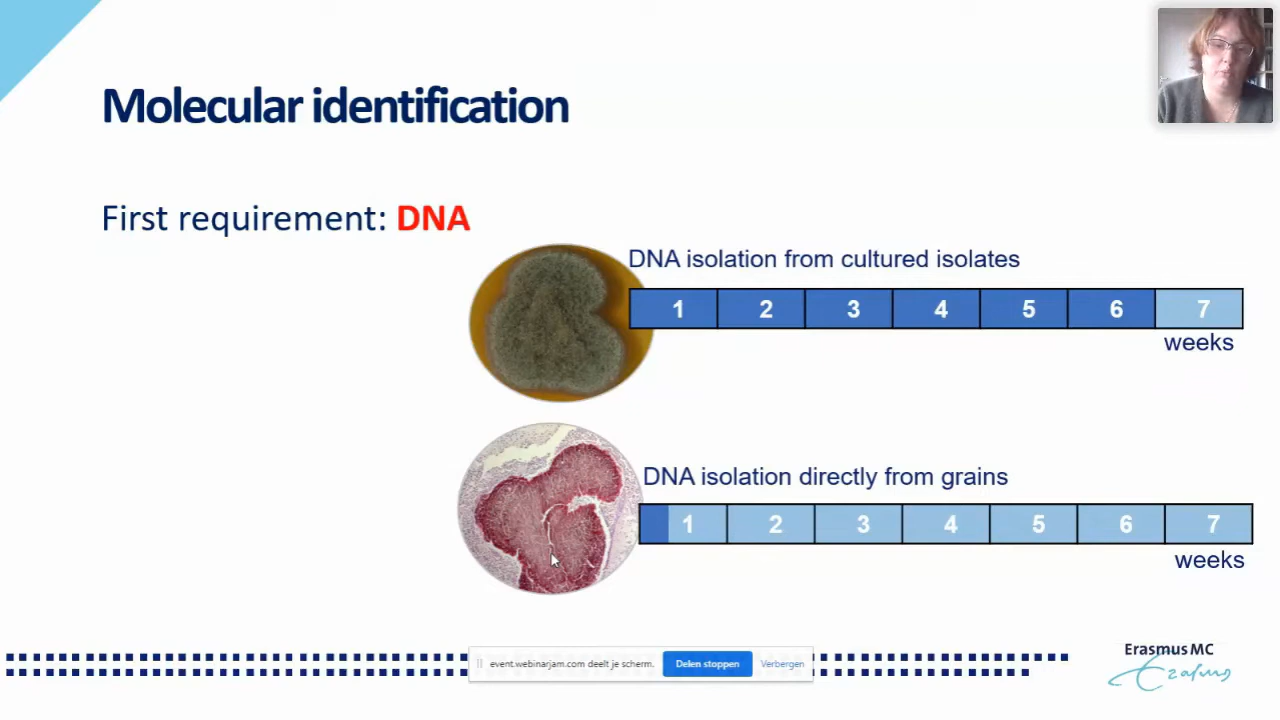 Molecular identification
First requirement: DNA
DNA isolation from cultured isolates
1 2 3 4 5 6 7
weeks
DNA isolation directly from grains
1 2 3 4 5 6 7
weeks
Erasmus MC
Erasmus
event.webinarjam.com deelt je scherm. Delen stoppen Verbergen